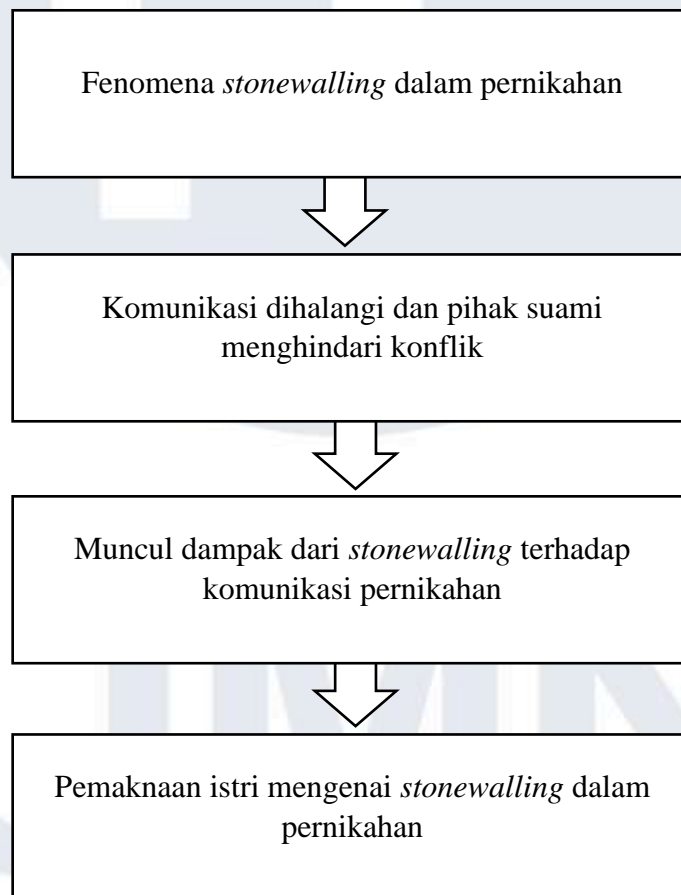 Fenomena stonewalling dalam pernikahan
Komunikasi dihalangi dan pihak suami
menghindari konflik
Muncul dampak dari stonewalling terhadap
komunikasi pernikahan
Pemaknaan istri mengenai stonewalling dalam
pernikahan